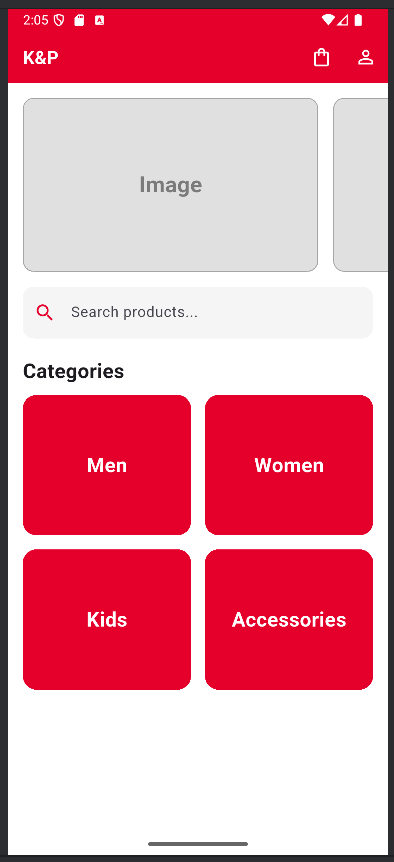 2:05
K&P
Image
Search products...
Categories
Men
Women
Kids
Accessories